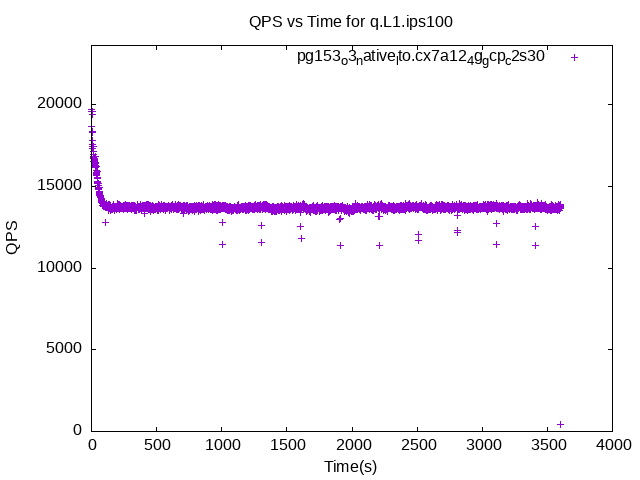 QPS vs Time for q.L1.ips100
pg153_o3_native_lto.cx7a12_4g_gcp_c2s30
20000
15000
10000
5000
0
QPS
0 500 1000 1500 2000 2500 3000 3500 4000
Time(s)